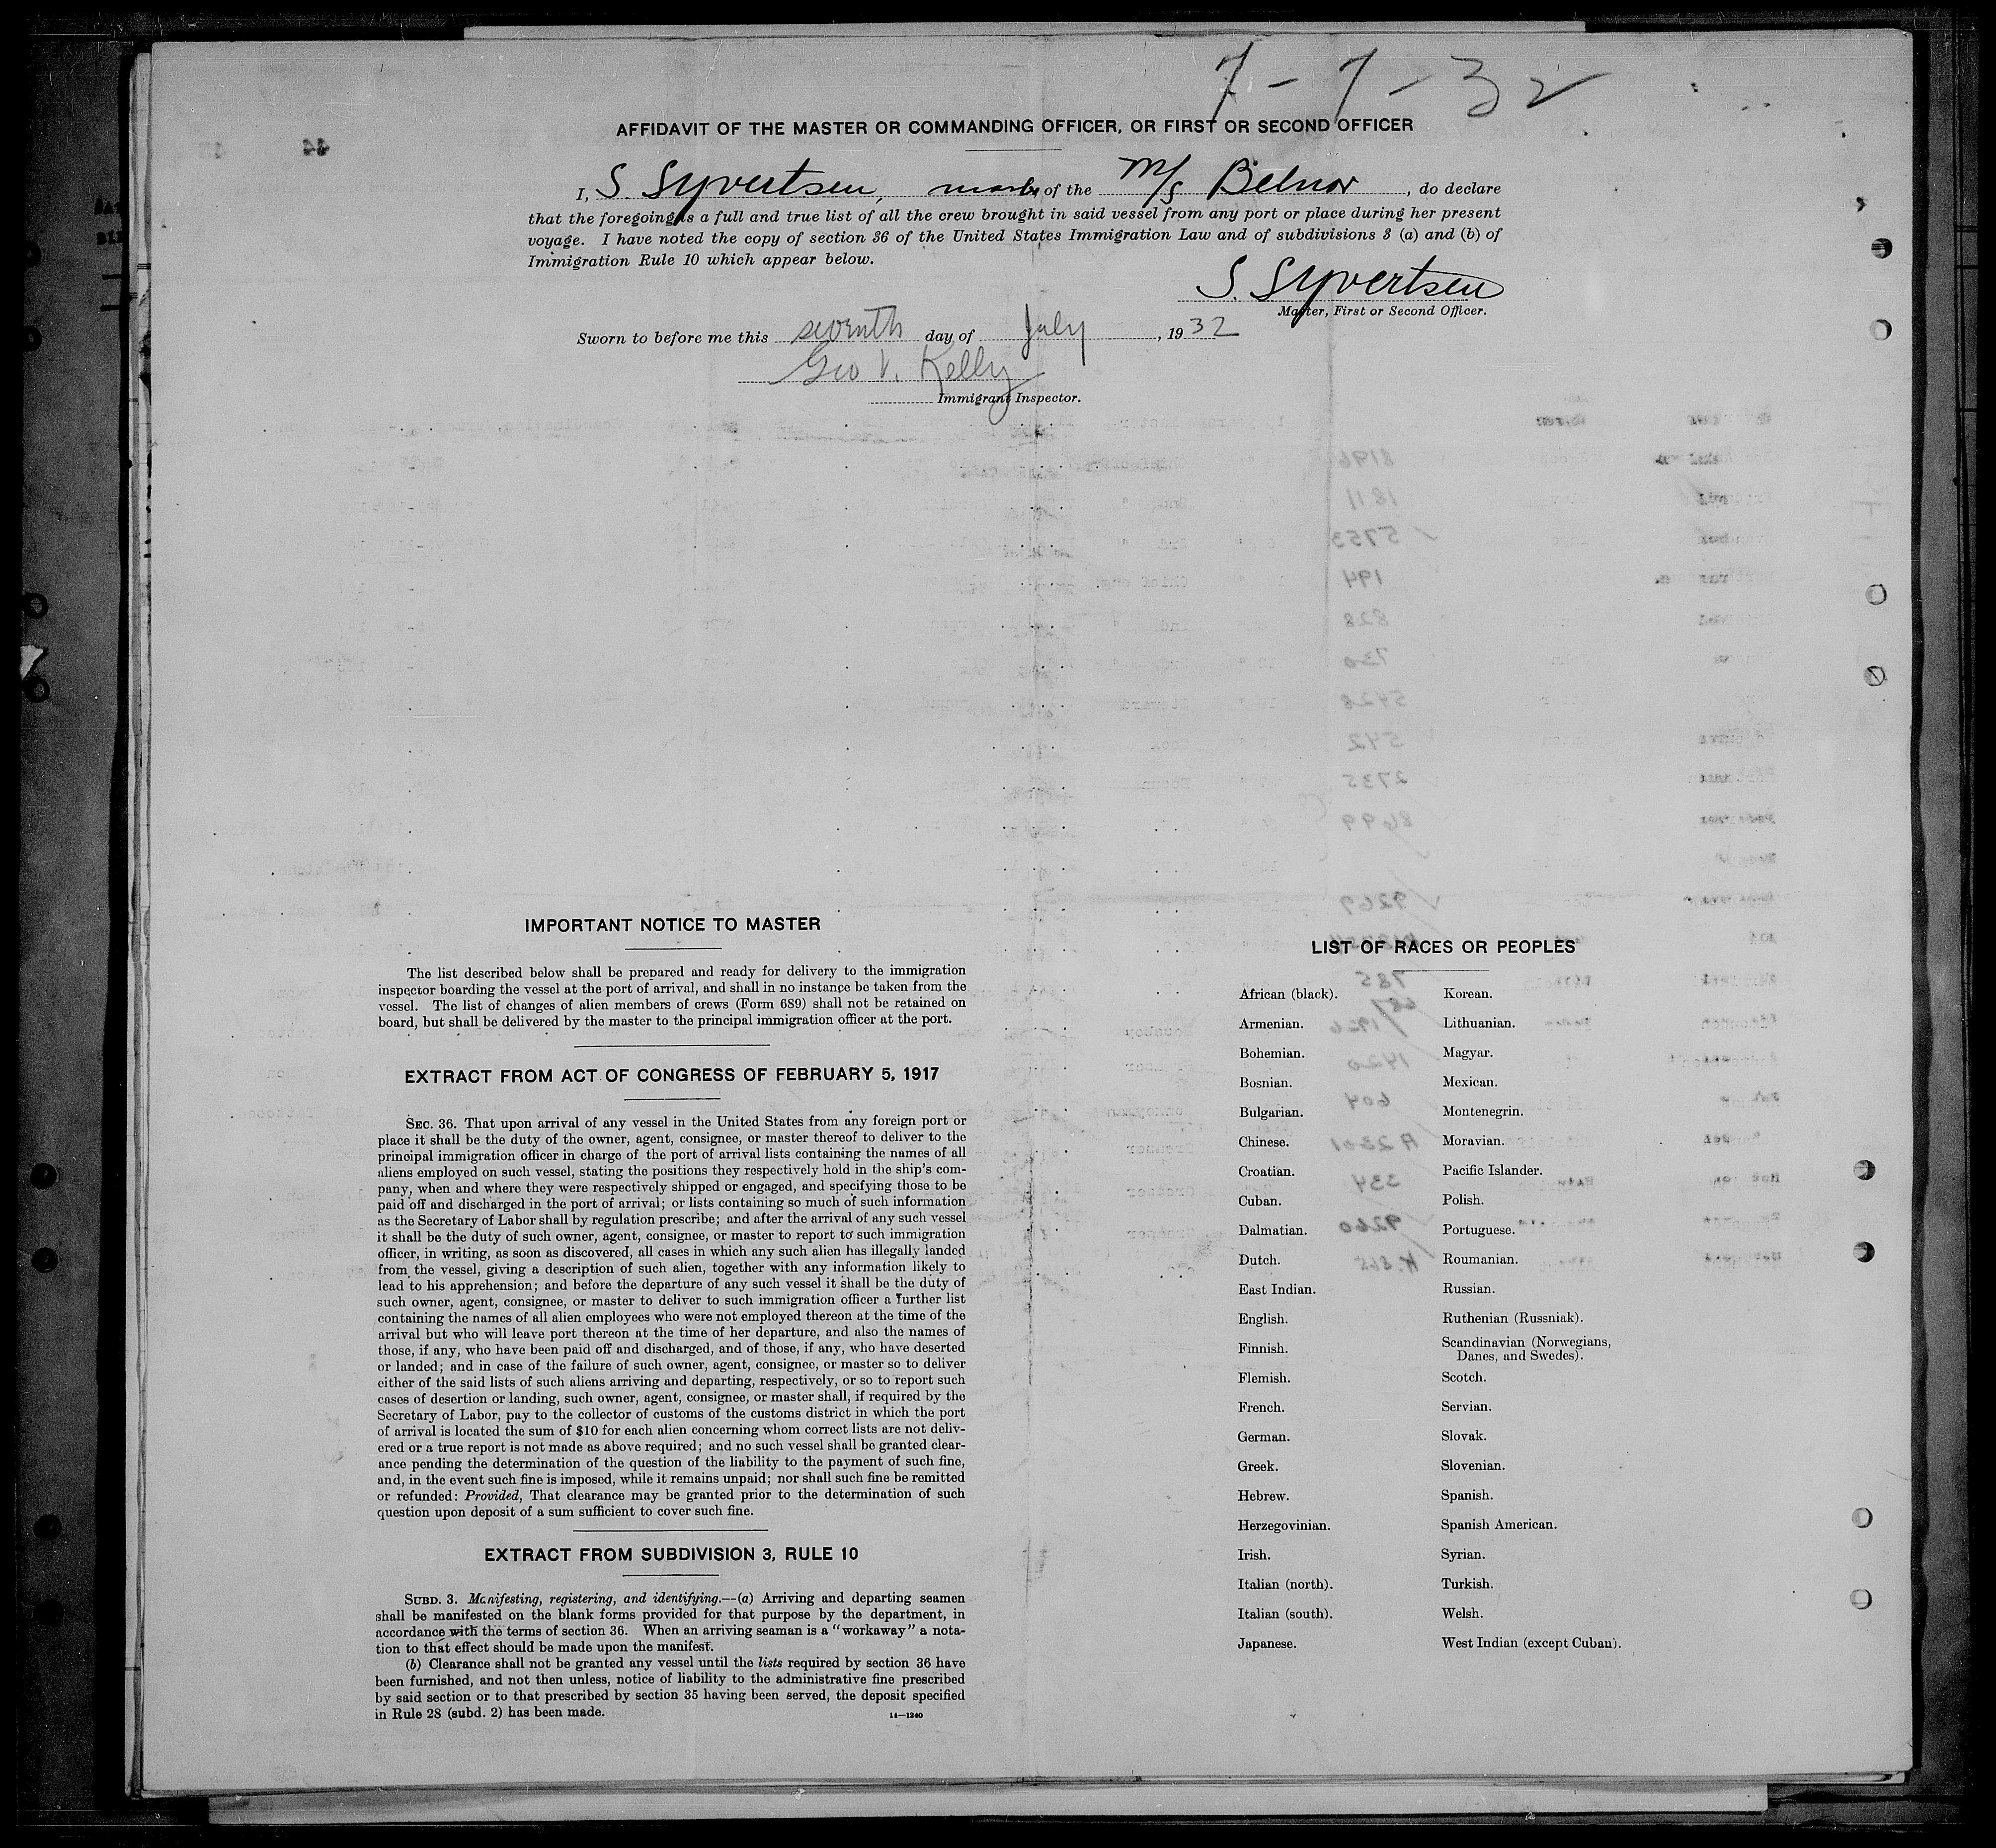 7-7-32
AFFIDAVIT OF THE MASTER OR COMMANDING OFFICER, OR FIRST OR SECOND OFFICER
I, S. Syvertsen, master of the M/S Belnor, do declare
that the foregoing is a full and true list of all the crew brought in said vessel from any port or place during her present
voyage. I have noted the copy of section 36 of the United States Immigration Law and of subdivisions 3 (a) and (b) of
Immigration Rule 10 which appear below.
S. Syvertsen
Master, First or Second Officer.
Sworn to before me this seventh day of July, 1932
Geo V. Kelly
Immigrant Inspector.
IMPORTANT NOTICE TO MASTER
The list described below shall be prepared and ready for delivery to the immigration
inspector boarding the vessel at the port of arrival, and shall in no instance be taken from the
vessel. The list of changes of alien members of crews (Form 689) shall not be retained on
board, but shall be delivered by the master to the principal immigration officer at the port.
EXTRACT FROM ACT OF CONGRESS OF FEBRUARY 5, 1917
SEC. 36. That upon arrival of any vessel in the United States from any foreign port or
place it shall be the duty of the owner, agent, consignee, or master thereof to deliver to the
principal immigration officer in charge of the port of arrival lists containing the names of all
aliens employed on such vessel, stating the positions they respectively hold in the ship's com-
pany, when and where they were respectively shipped or engaged, and specifying those to be
paid off and discharged in the port of arrival; or lists containing so much of such information
as the Secretary of Labor shall by regulation prescribe; and after the arrival of any such vessel
it shall be the duty of such owner, agent, consignee, or master to report to such immigration
officer, in writing, as soon as discovered, all cases in which any such alien has illegally landed
from the vessel, giving a description of such alien, together with any information likely to
lead to his apprehension; and before the departure of any such vessel it shall be the duty of
such owner, agent, consignee, or master to deliver to such immigration officer a further list
containing the names of all alien employees who were not employed thereon at the time of the
arrival but who will leave port thereon at the time of her departure, and also the names of
those, if any, who have been paid off and discharged, and of those, if any, who have deserted
or landed; and in case of the failure of such owner, agent, consignee, or master so to deliver
either of the said lists of such aliens arriving and departing, respectively, or so to report such
cases of desertion or landing, such owner, agent, consignee, or master shall, if required by the
Secretary of Labor, pay to the collector of customs of the customs district in which the port
of arrival is located the sum of $10 for each alien concerning whom correct lists are not deliv-
ered or a true report is not made as above required; and no such vessel shall be granted clear-
ance pending the determination of the question of the liability to the payment of such fine,
and, in the event such fine is imposed, while it remains unpaid; nor shall such fine be remitted
or refunded: Provided, That clearance may be granted prior to the determination of such
question upon deposit of a sum sufficient to cover such fine.
EXTRACT FROM SUBDIVISION 3, RULE 10
SUBD. 3. Manifesting, registering, and identifying.—(a) Arriving and departing seamen
shall be manifested on the blank forms provided for that purpose by the department, in
accordance with the terms of section 36. When an arriving seaman is a "workaway" a nota-
tion to that effect should be made upon the manifest.
(b) Clearance shall not be granted any vessel until the lists required by section 36 have
been furnished, and not then unless, notice of liability to the administrative fine prescribed
by said section or to that prescribed by section 35 having been served, the deposit specified
in Rule 28 (subd. 2) has been made.
14—1240
LIST OF RACES OR PEOPLES
African (black). Korean.
Armenian. Lithuanian.
Bohemian. Magyar.
Bosnian. Mexican.
Bulgarian. Montenegrin.
Chinese. Moravian.
Croatian. Pacific Islander.
Cuban. Polish.
Dalmatian. Portuguese.
Dutch. Roumanian.
East Indian. Russian.
English. Ruthenian (Russniak).
Finnish. Scandinavian (Norwegians,
Danes, and Swedes).
Flemish. Scotch.
French. Servian.
German. Slovak.
Greek. Slovenian.
Hebrew. Spanish.
Herzegovinian. Spanish American.
Irish. Syrian.
Italian (north). Turkish.
Italian (south). Welsh.
Japanese. West Indian (except Cuban).